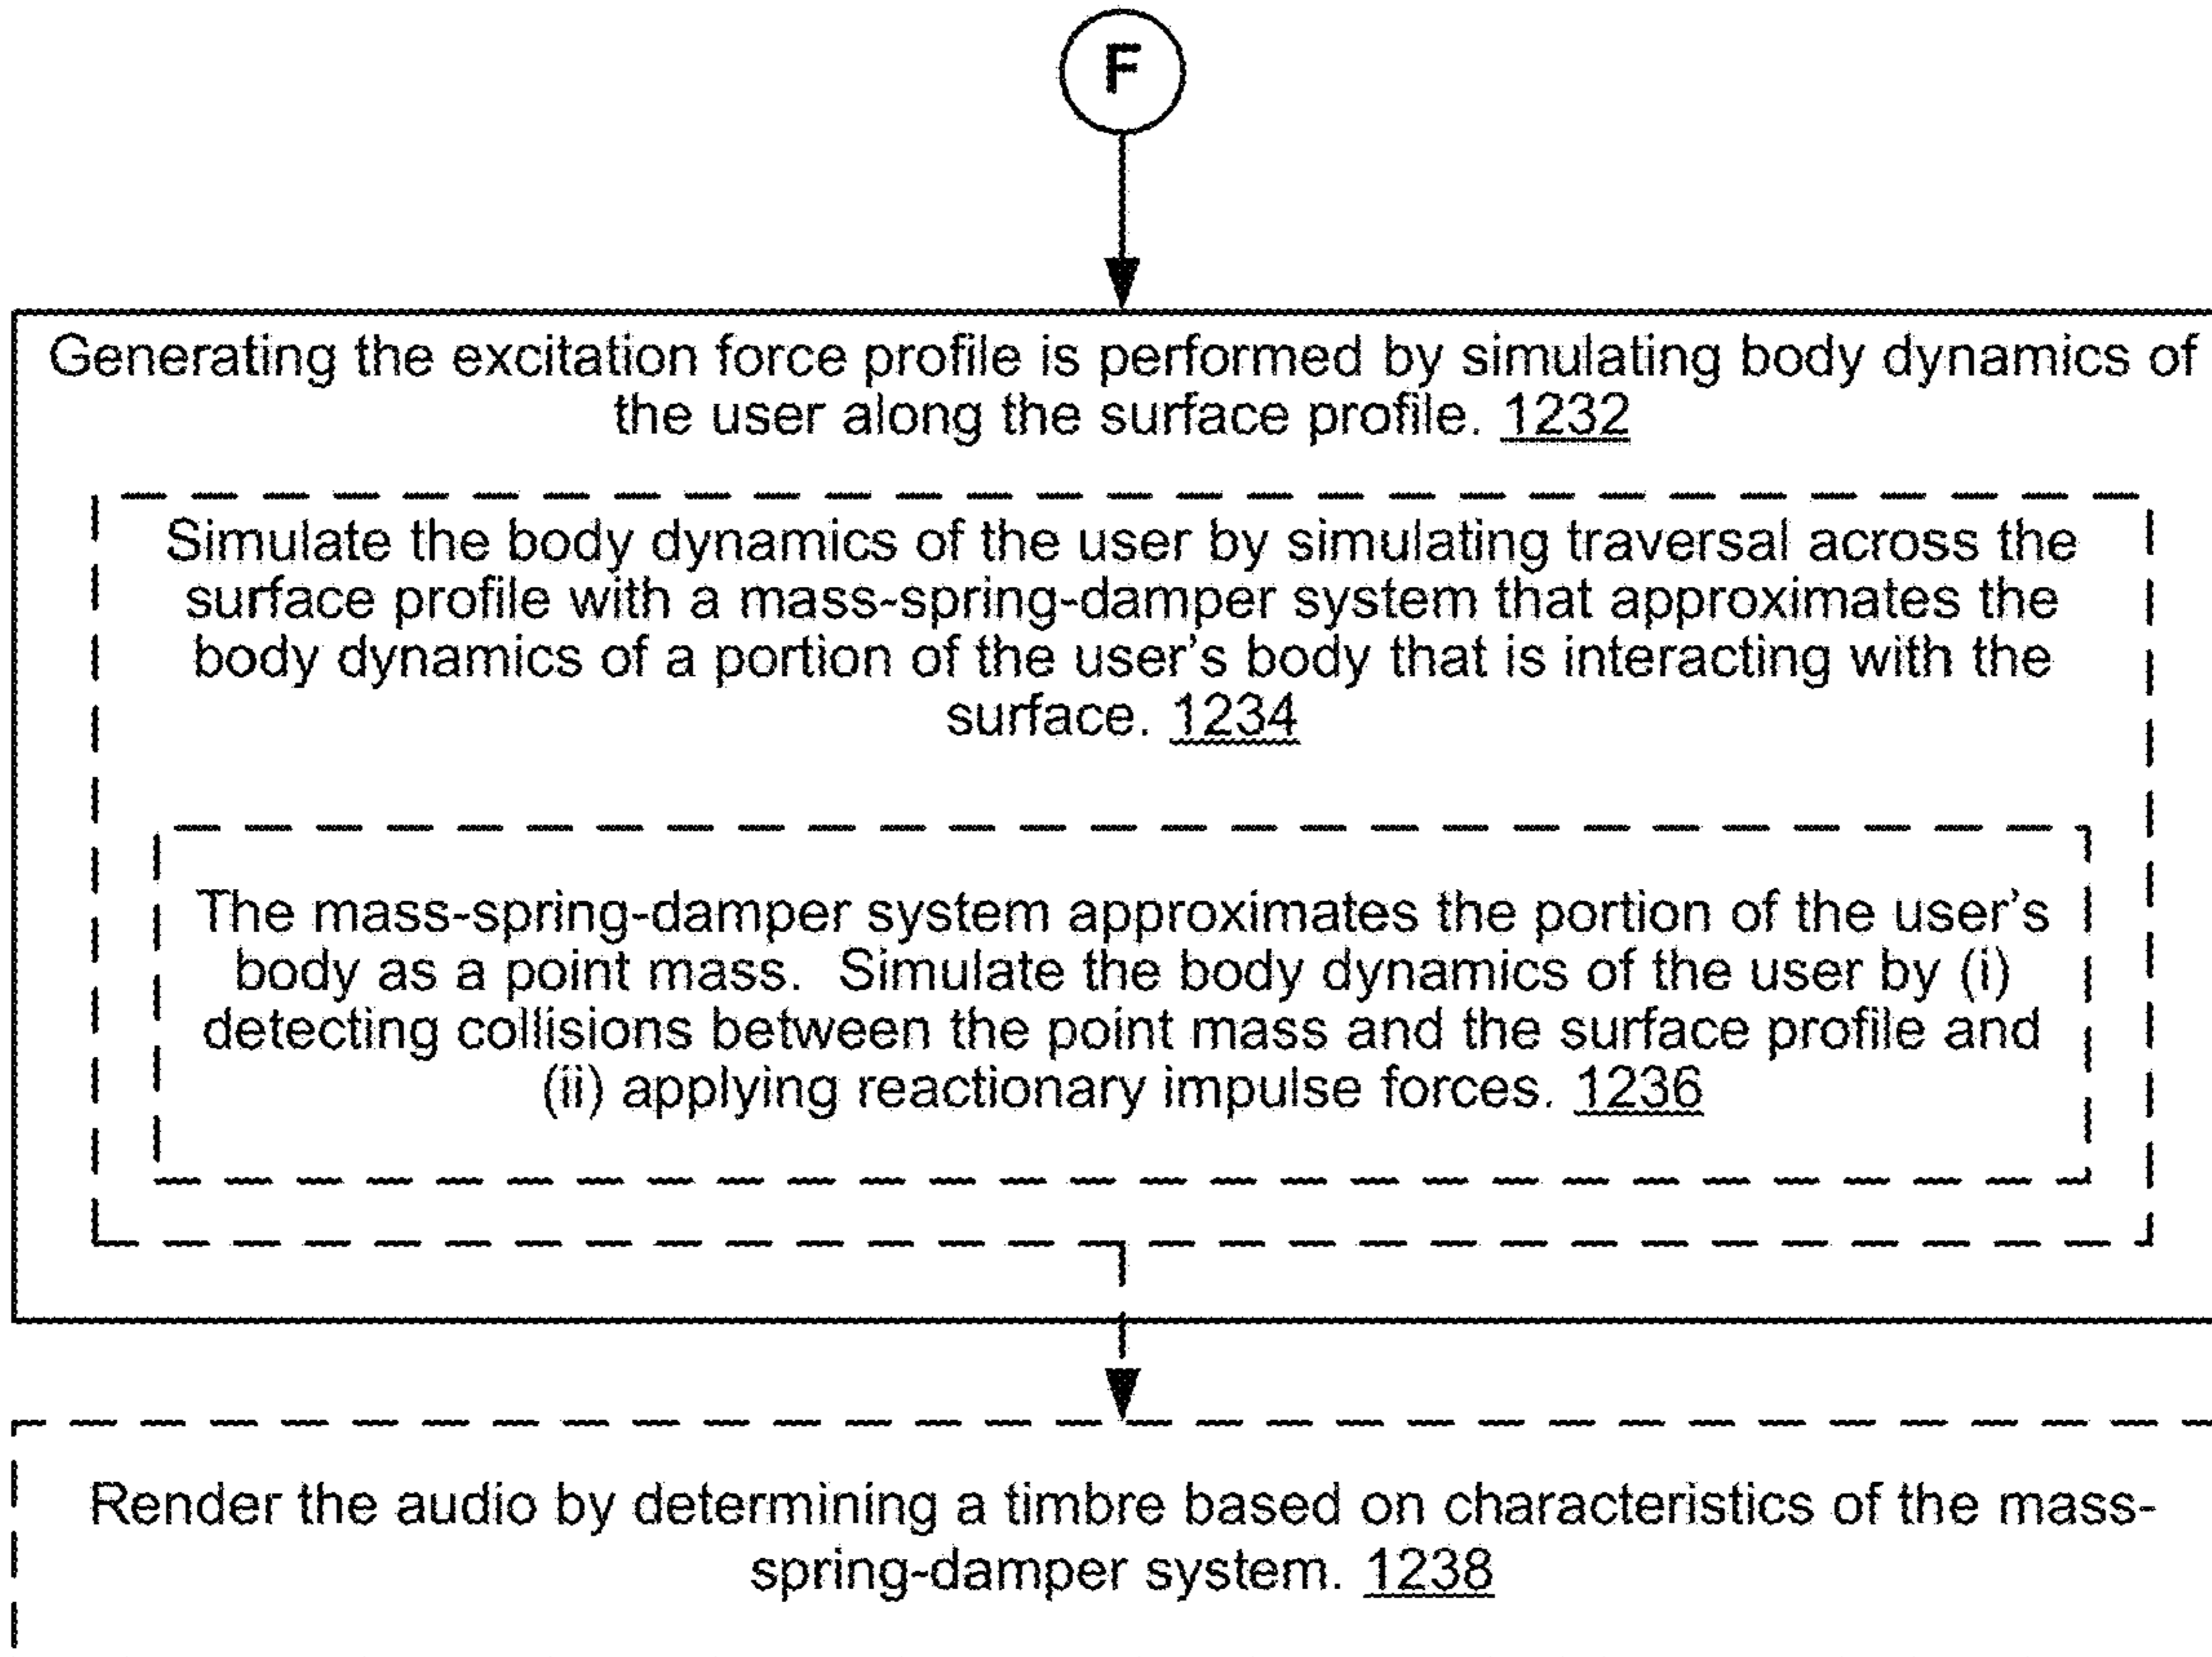 F
Generating the excitation force profile is performed by simulating body dynamics of
the user along the surface profile. 1232
Simulate the body dynamics of the user by simulating traversal across the
surface profile with a mass-spring-damper system that approximates the
body dynamics of a portion of the user's body that is interacting with the
surface. 1234
The mass-spring-damper system approximates the portion of the user's
body as a point mass.  Simulate the body dynamics of the user by (i)
detecting collisions between the point mass and the surface profile and
(ii) applying reactionary impulse forces. 1236
Render the audio by determining a timbre based on characteristics of the mass-
spring-damper system. 1238